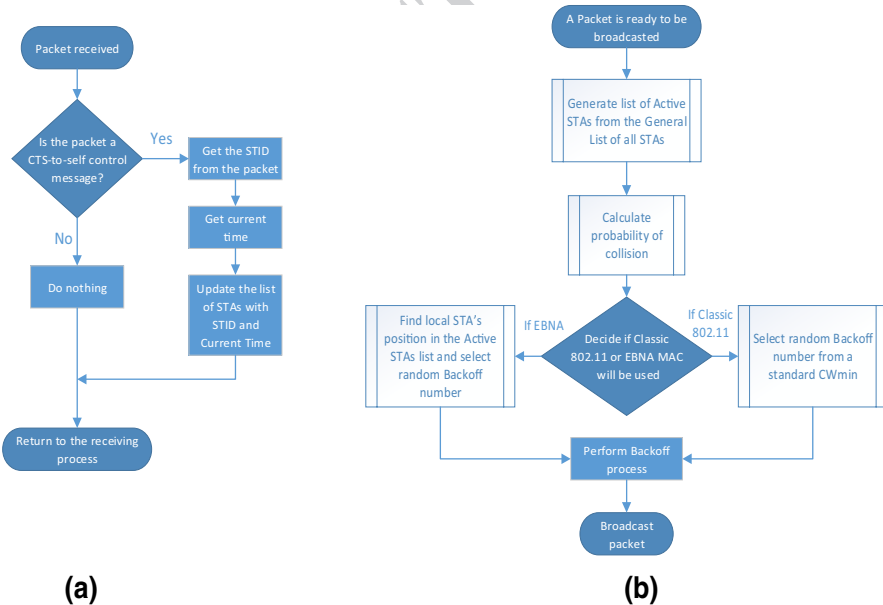 Packet received
Is the packet a
CTS-to-self control
message?
Yes
Get the STID
from the packet
Get current
time
Update the list
of STAs with
STID and
Current Time
No
Do nothing
Return to the receiving
process
(a)
A Packet is ready to be
broadcasted
Generate list of Active
STAs from the General
List of all STAs
Calculate
probability of
collision
Decide if Classic
802.11 or EBNA MAC
will be used
If EBNA
Find local STA's
position in the Active
STAs list and select
random Backoff
number
If Classic
802.11
Select random Backoff
number from a
standard CWmin
Perform Backoff
process
Broadcast
packet
(b)